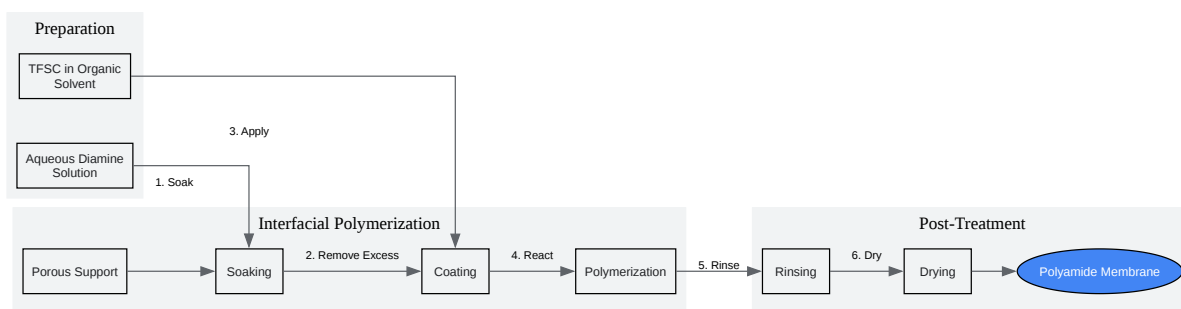 Preparation
TFSC in Organic
Solvent
3. Apply
Aqueous Diamine
Solution
1. Soak
Interfacial Polymerization
Post-Treatment
Porous Support
Soaking
2. Remove Excess
Coating
4. React
Polymerization
5. Rinse
Rinsing
6. Dry
Drying
Polyamide Membrane